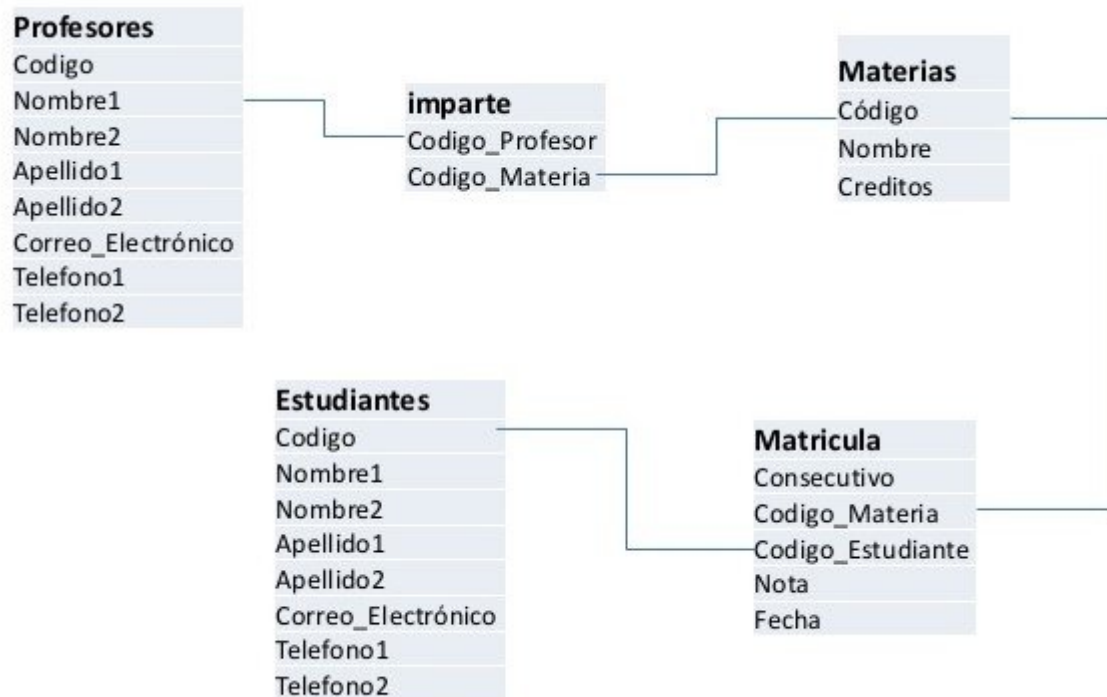 Profesores
Codigo
Nombre1
Nombre2
Apellido1
Apellido2
Correo_Electrónico
Telefono1
Telefono2
imparte
Codigo_Profesor
Codigo_Materia
Materias
Código
Nombre
Creditos
Estudiantes
Codigo
Nombre1
Nombre2
Apellido1
Apellido2
Correo_Electrónico
Telefono1
Telefono2
Matricula
Consecutivo
Codigo_Materia
Codigo_Estudiante
Nota
Fecha